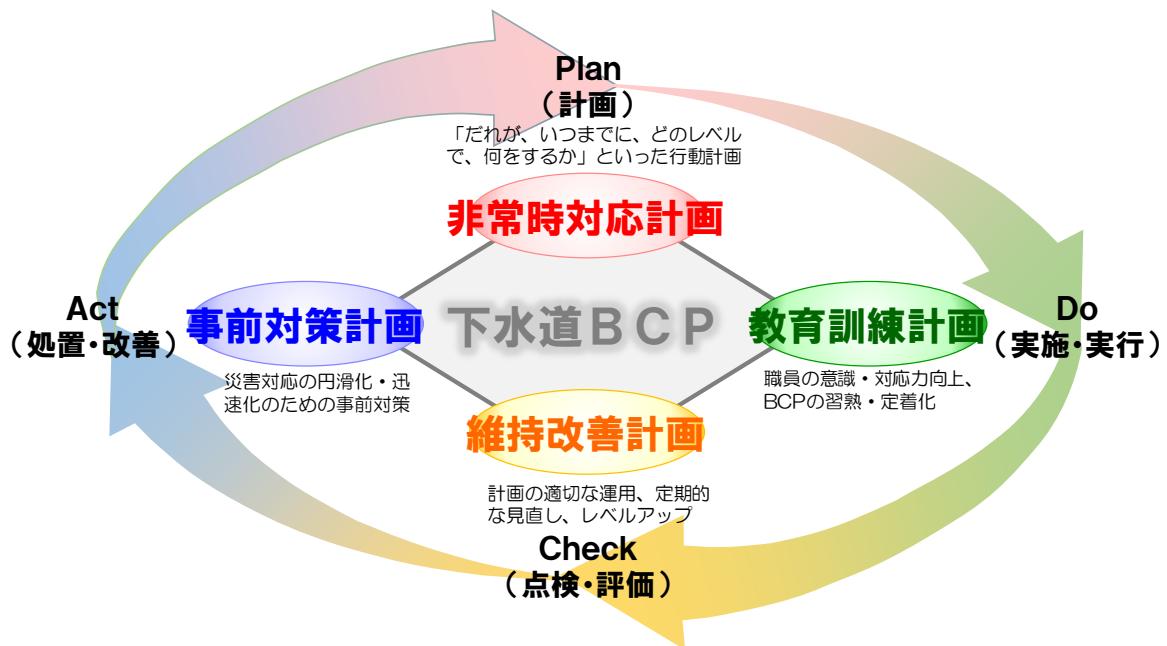 Plan
（計画）
「だれが、いつまでに、どのレベル
で、何をするか」といった行動計画
非常時対応計画
Act
（処置・改善）
事前対策計画
災害対応の円滑化・迅
速化のための事前対策
下水道ＢＣＰ
教育訓練計画
職員の意識・対応力向上、
BCPの習熟・定着化
Do
（実施・実行）
維持改善計画
計画の適切な運用、定期的
な見直し、レベルアップ
Check
（点検・評価）